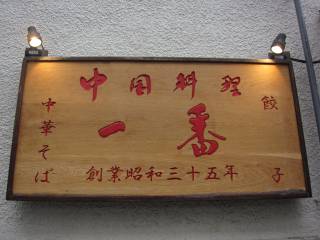 中国料理
一番
創業昭和三十五年
中華そば
餃子